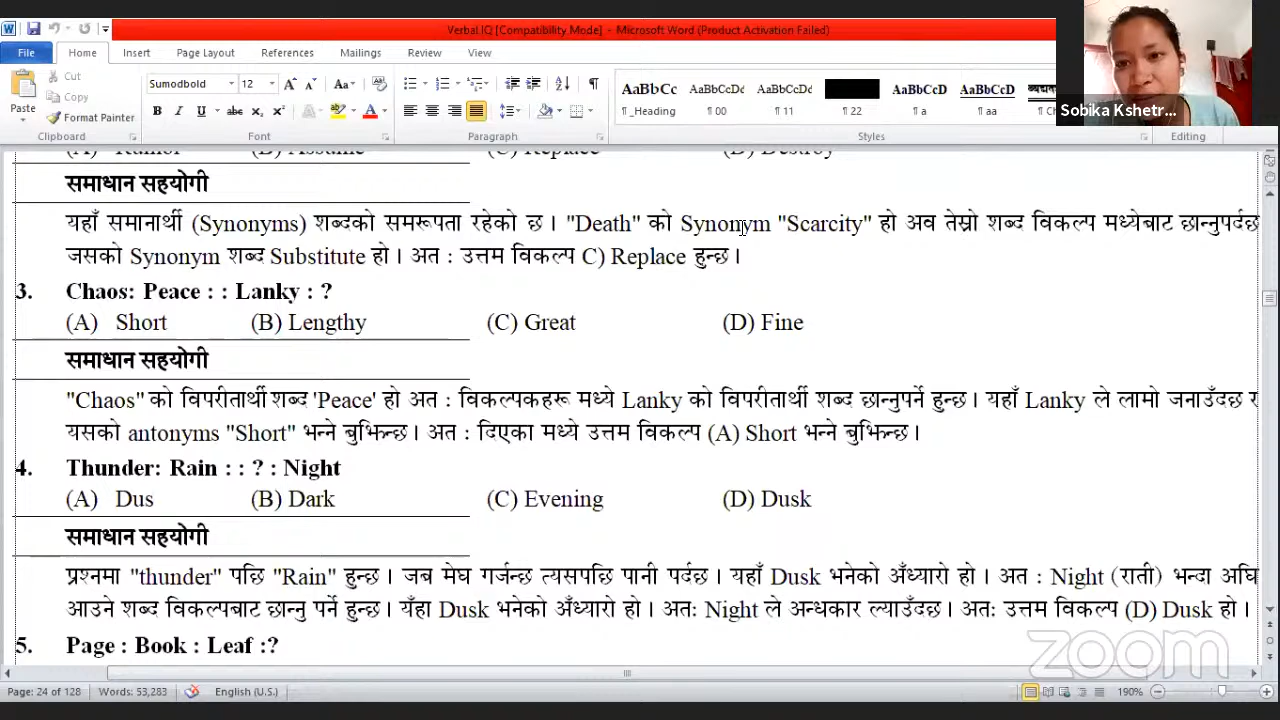 Verbal IQ [Compatibility Mode] - Microsoft Word (Product Activation Failed)
File Home Insert Page Layout References Mailings Review View
Cut
Copy
Format Painter
Paste
Sumodbold 12
AaBbCc AaBbCcDc AaBbCcDc AaBbCcD AaBbCcD
¶_Heading ¶ 00 ¶ 11 ¶ 22 ¶ a ¶ aa
Clipboard Font Paragraph Styles Editing
Sobika Kshetr...
(C) Replace (D) Destroy
समाधान सहयोगी
यहाँ समानार्थी (Synonyms) शब्दको समरूपता रहेको छ । "Death" को Synonym "Scarcity" हो अव तेस्रो शब्द विकल्प मध्येबाट छान्नुपर्दछ
जसको Synonym शब्द Substitute हो । अत : उत्तम विकल्प C) Replace हुन्छ ।
3. Chaos: Peace : : Lanky : ?
(A) Short (B) Lengthy (C) Great (D) Fine
समाधान सहयोगी
"Chaos" को विपरीतार्थी शब्द 'Peace' हो अत : विकल्पकहरू मध्ये Lanky को विपरीतार्थी शब्द छान्नुपर्ने हुन्छ । यहाँ Lanky ले लामो जनाउँदछ र
यसको antonyms "Short" भन्ने बुझिन्छ । अत : दिएका मध्ये उत्तम विकल्प (A) Short भन्ने बुझिन्छ ।
4. Thunder: Rain : : ? : Night
(A) Dus (B) Dark (C) Evening (D) Dusk
समाधान सहयोगी
प्रश्नमा "thunder" पछि "Rain" हुन्छ । जब मेघ गर्जन्छ त्यसपछि पानी पर्दछ । यहाँ Dusk भनेको अँध्यारो हो । अत : Night (राती) भन्दा अघि
आउने शब्द विकल्पबाट छान्नु पर्ने हुन्छ । यँहा Dusk भनेको अँध्यारो हो । अत: Night ले अन्धकार ल्याउँदछ । अत: उत्तम विकल्प (D) Dusk हो ।
5. Page : Book : Leaf :?
zoom
Page: 24 of 128 Words: 53,283 English (U.S.) 190%